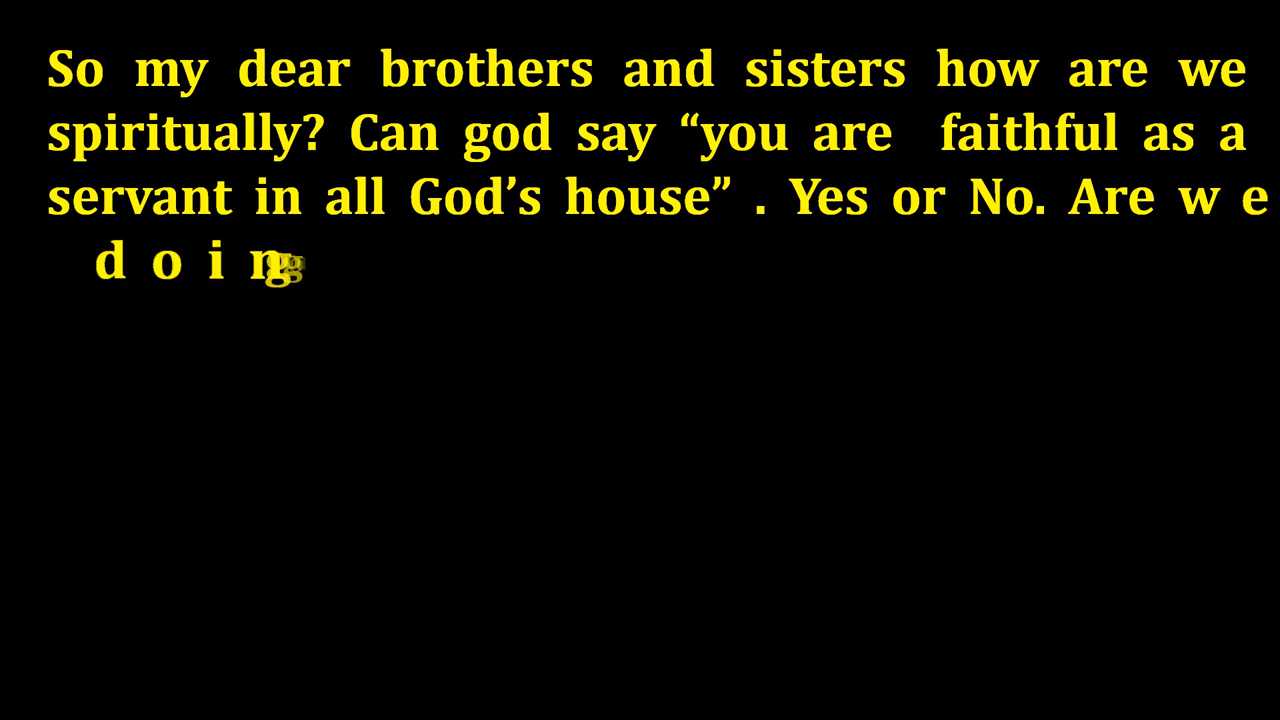 So my dear brothers and sisters how are we
spiritually? Can god say “you are faithful as a
servant in all God’s house” . Yes or No. Are w e
d o i n g